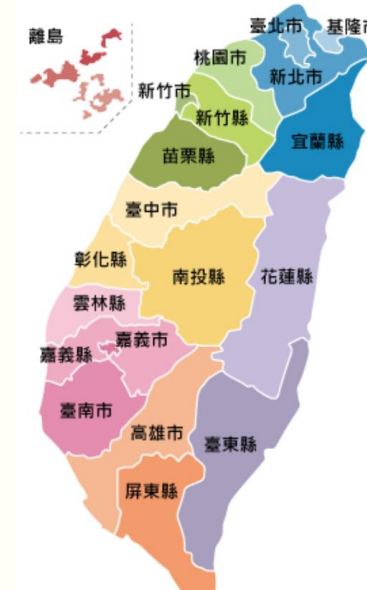 離島
臺北市
基隆市
桃園市
新北市
新竹市
新竹縣
宜蘭縣
苗栗縣
臺中市
彰化縣
南投縣
花蓮縣
雲林縣
嘉義市
嘉義縣
臺南市
高雄市
臺東縣
屏東縣